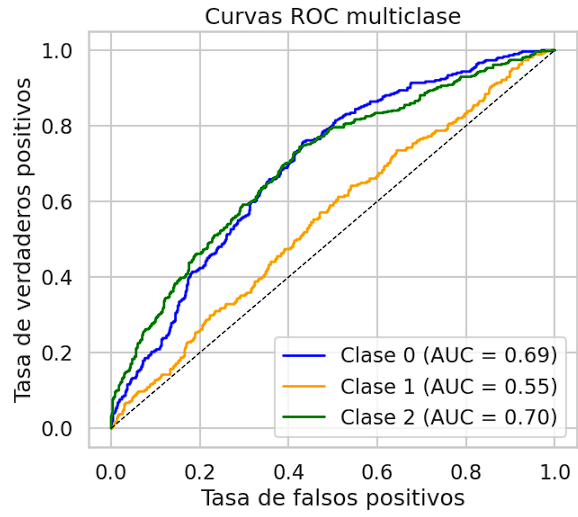 Curvas ROC multiclase
Tasa de verdaderos positivos
1.0
0.8
0.6
0.4
0.2
0.0
Clase 0 (AUC = 0.69)
Clase 1 (AUC = 0.55)
Clase 2 (AUC = 0.70)
0.0 0.2 0.4 0.6 0.8 1.0
Tasa de falsos positivos